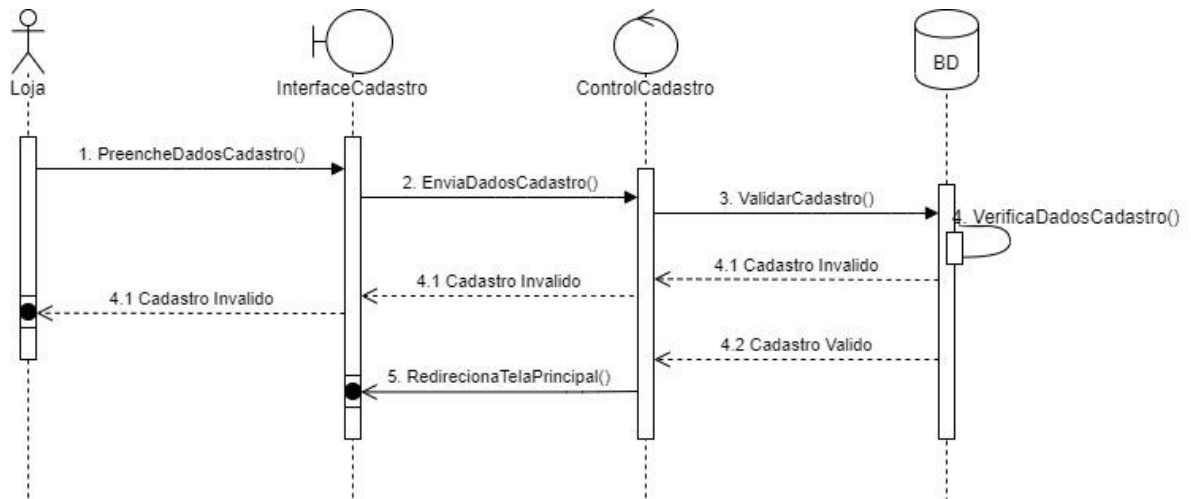 Loja
InterfaceCadastro
ControlCadastro
BD
1. PreencheDadosCadastro()
2. EnviaDadosCadastro()
3. ValidarCadastro()
4. VerificaDadosCadastro()
4.1 Cadastro Invalido
4.1 Cadastro Invalido
4.1 Cadastro Invalido
4.2 Cadastro Valido
5. RedirecionaTelaPrincipal()